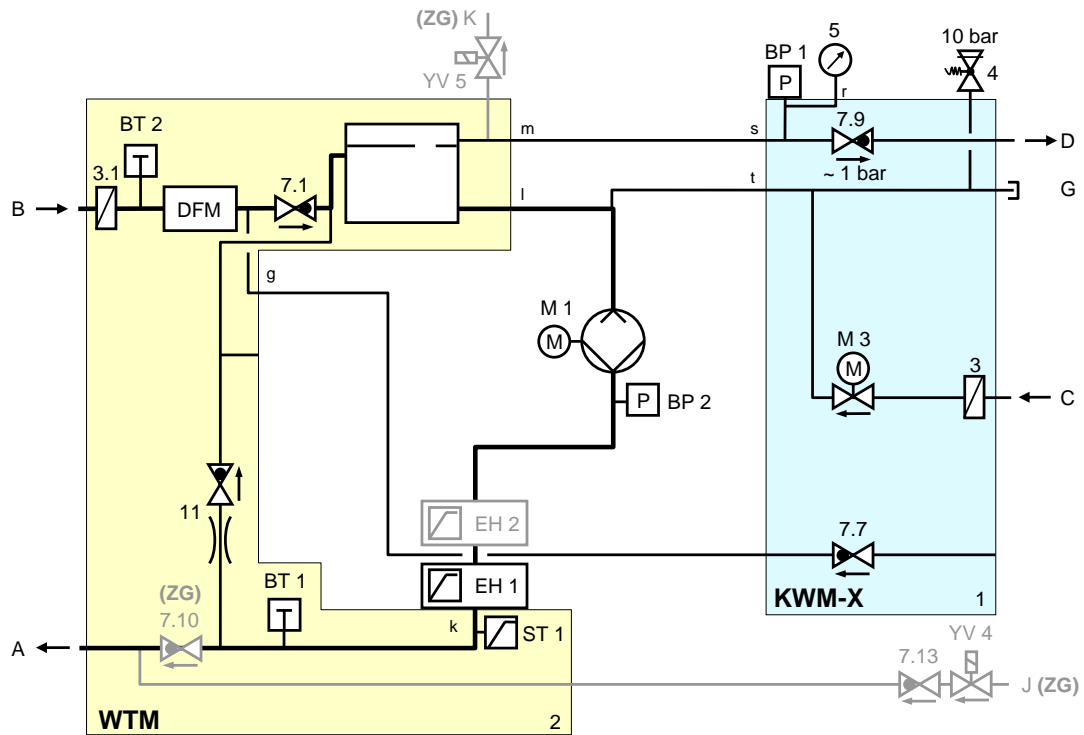 (ZG) K
YV 5
5
BP 1
P
r
10 bar
4
BT 2
m
s
7.9
D
3.1
7.1
~ 1 bar
B
DFM
l
t
G
g
M 1
M
M 3
M
3
P
BP 2
C
11
EH 2
7.7
BT 1
EH 1
KWM-X
1
(ZG)
7.10
k
ST 1
YV 4
A
7.13
J (ZG)
WTM
2